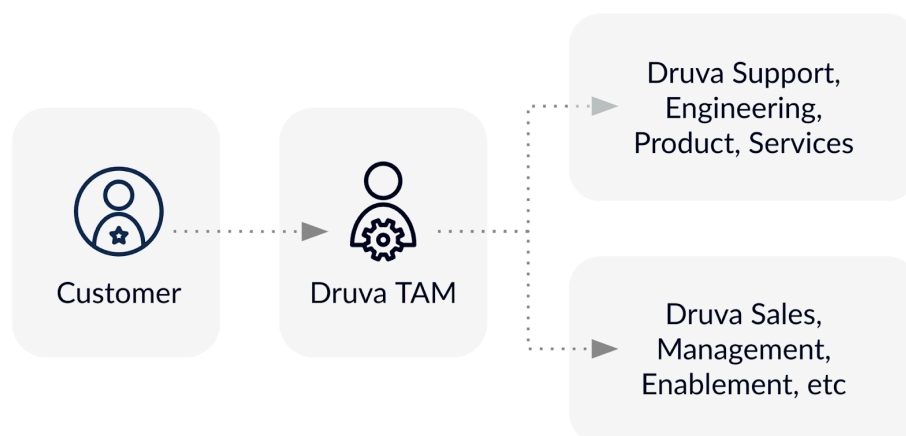 Customer
Druva TAM
Druva Support,
Engineering,
Product, Services
Druva Sales,
Management,
Enablement, etc